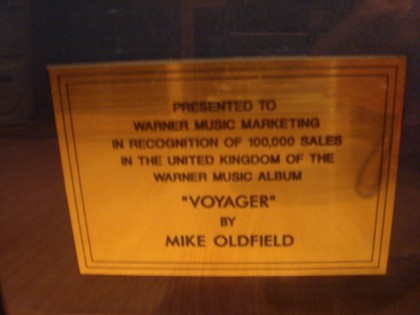 PRESENTED TO
WARNER MUSIC MARKETING
IN RECOGNITION OF 100,000 SALES
IN THE UNITED KINGDOM OF THE
WARNER MUSIC ALBUM
"VOYAGER"
BY
MIKE OLDFIELD